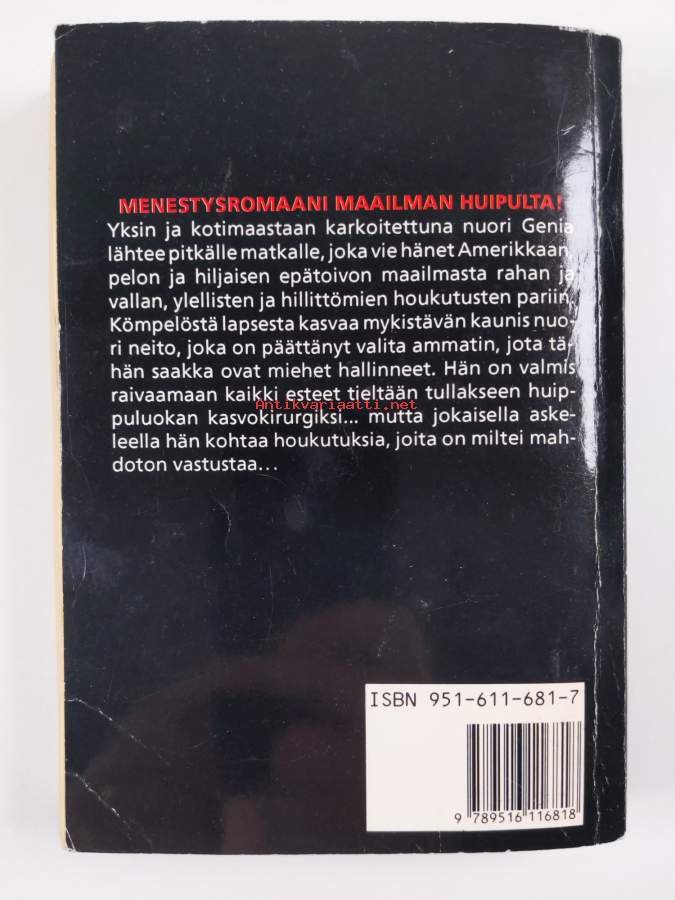 MENESTYSROMAANI MAAILMAN HUIPULTA!
Yksin ja kotimaastaan karkoitettuna nuori Genia
lähtee pitkälle matkalle, joka vie hänet Amerikkaan,
pelon ja hiljaisen epätoivon maailmasta rahan ja
vallan, ylellisten ja hillittömien houkutusten pariin.
Kömpelöstä lapsesta kasvaa mykistävän kaunis nuo-
ri neito, joka on päättänyt valita ammatin, jota tä-
hän saakka ovat miehet hallinneet. Hän on valmis
raivaamaan kaikki esteet tieltään tullakseen huip-
Antikvariaatti.net
puluokan kasvokirurgiksi... mutta jokaisella aske-
leella hän kohtaa houkutuksia, joita on miltei mah-
doton vastustaa...
ISBN 951-611-681-7
9 789516 116818